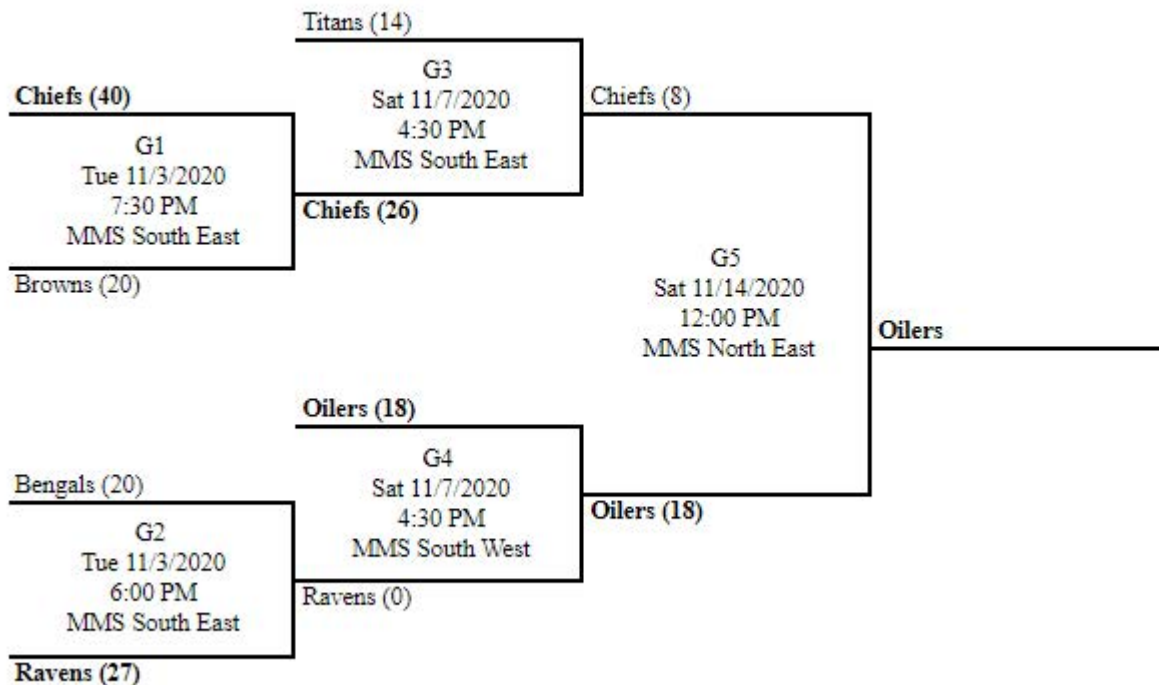 Titans (14)
G3
Sat 11/7/2020
4:30 PM
MMS South East
Chiefs (26)
Chiefs (40)
G1
Tue 11/3/2020
7:30 PM
MMS South East
Browns (20)
Chiefs (8)
G5
Sat 11/14/2020
12:00 PM
MMS North East
Oilers (18)
Oilers
Oilers (18)
G4
Sat 11/7/2020
4:30 PM
MMS South West
Ravens (0)
Bengals (20)
G2
Tue 11/3/2020
6:00 PM
MMS South East
Ravens (27)